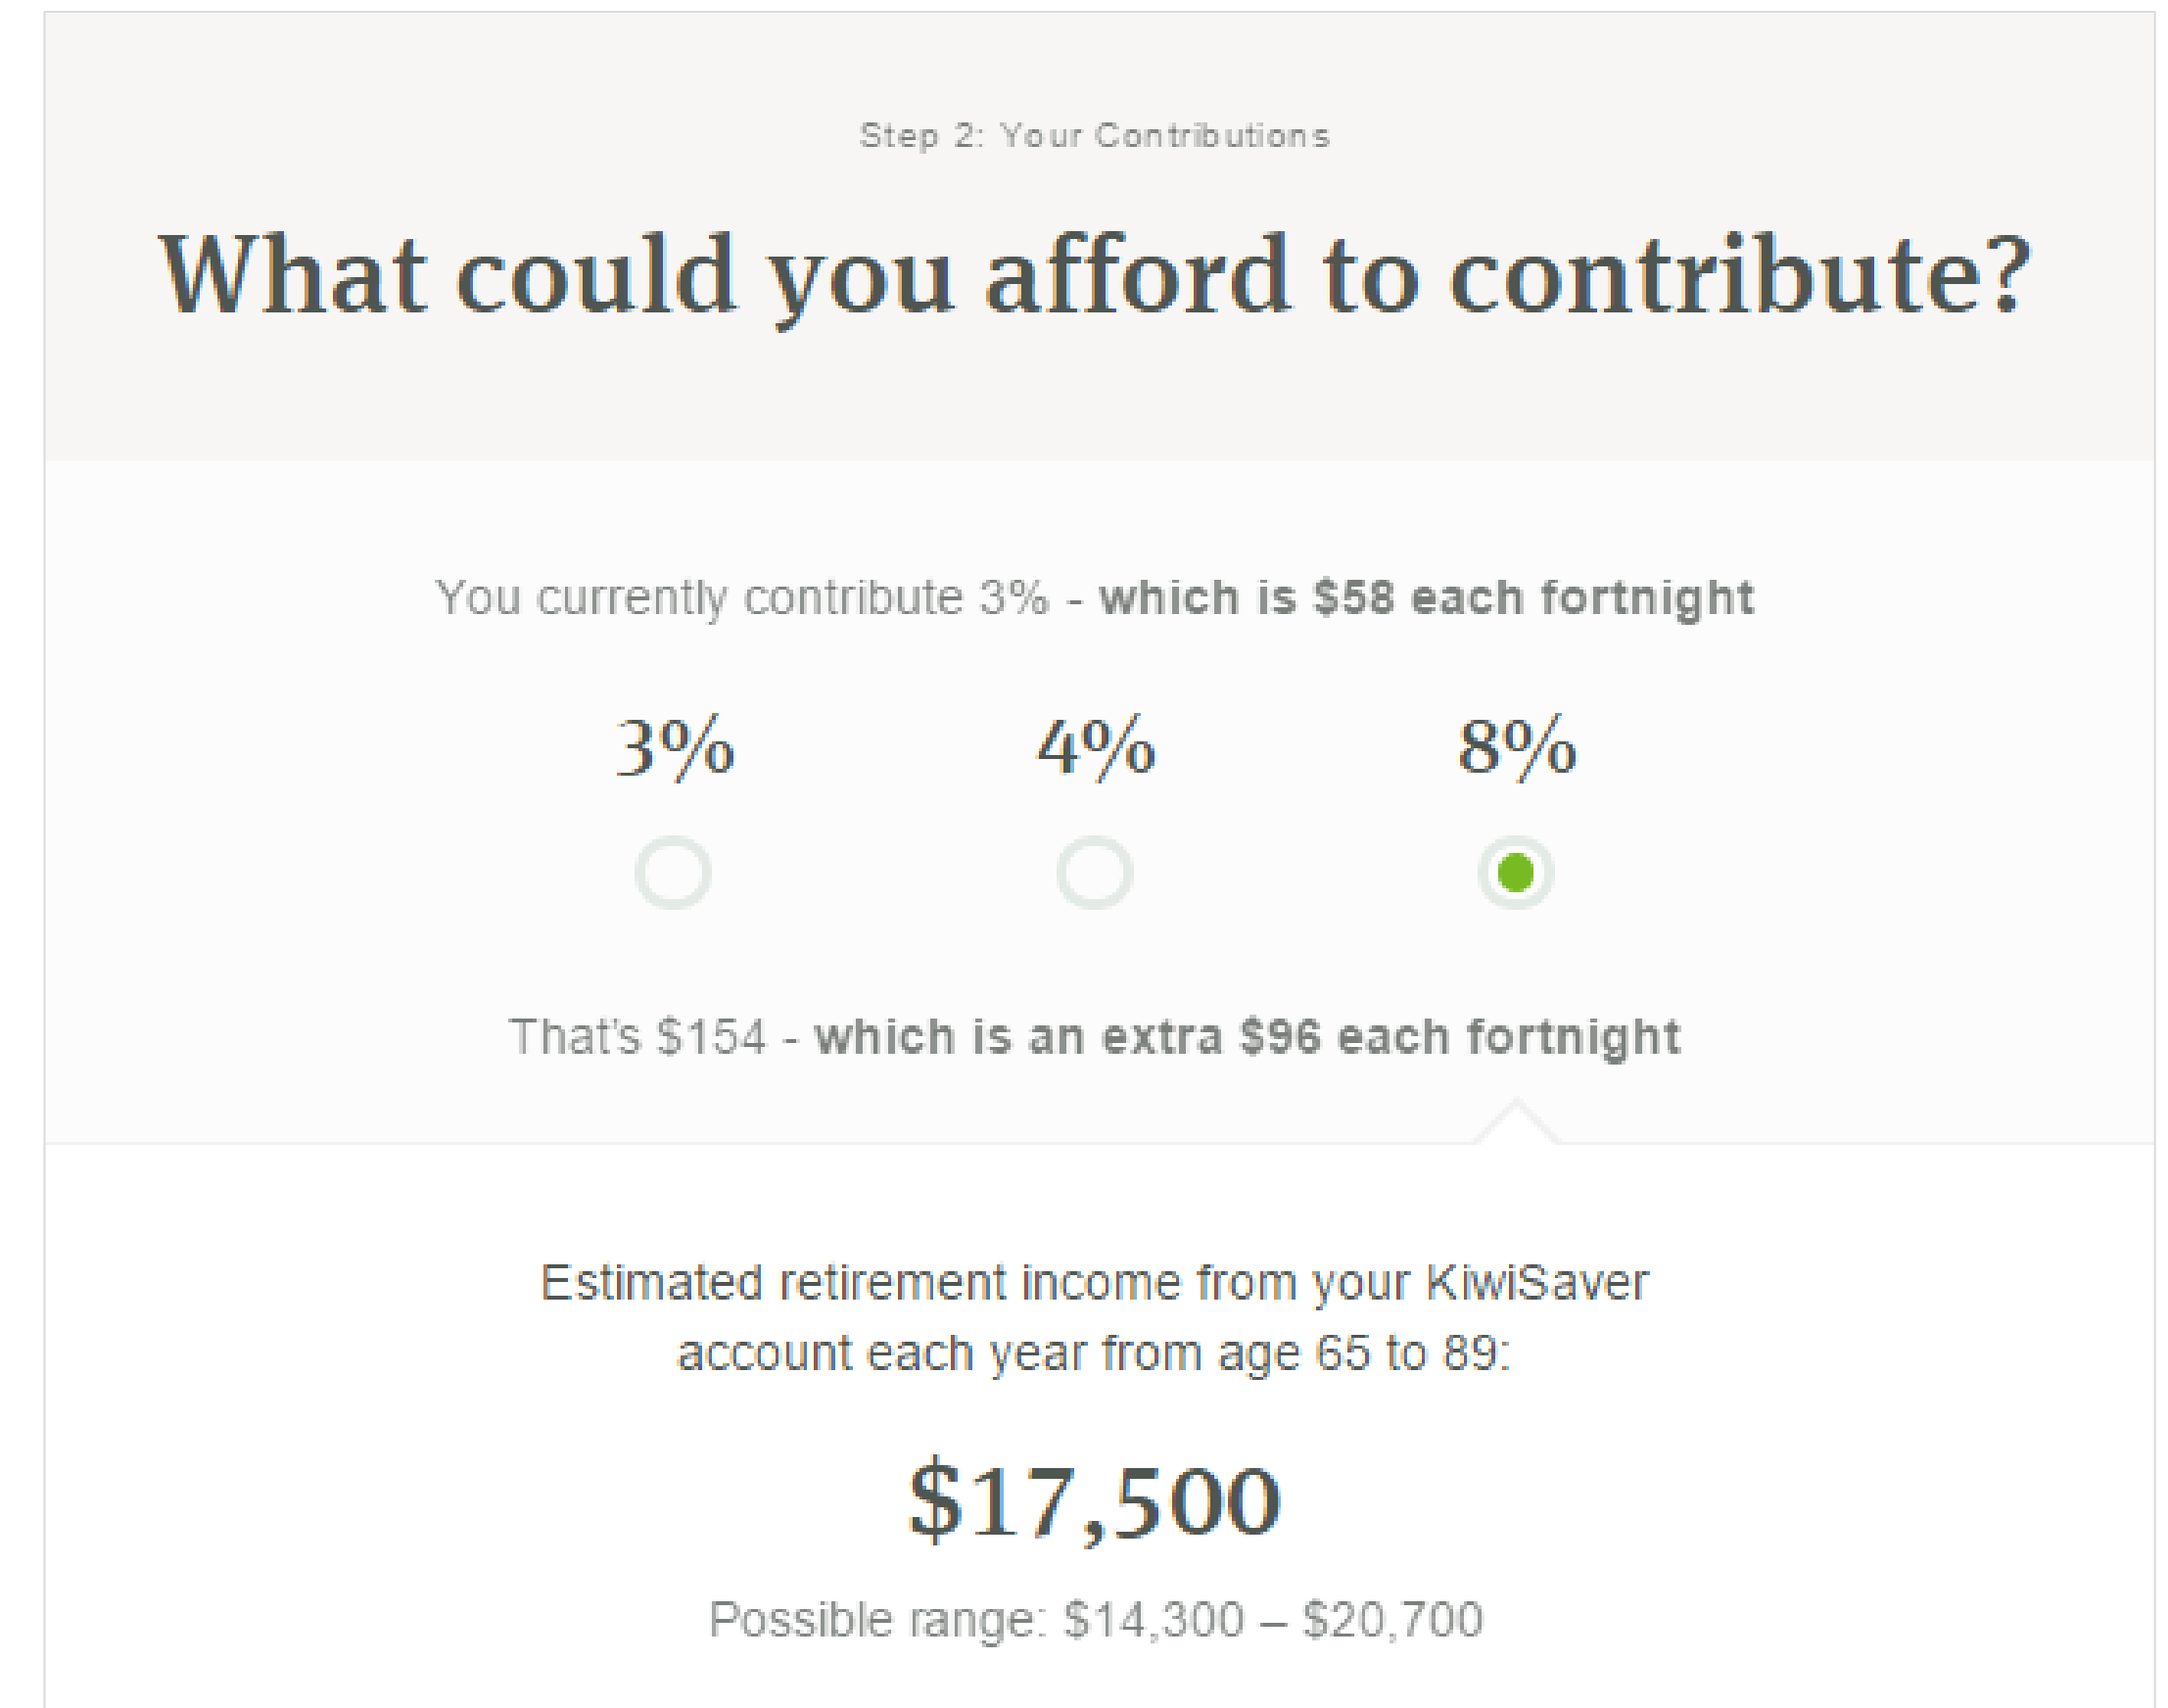 Step 2: Your Contributions
What could you afford to contribute?
You currently contribute 3% - which is $58 each fortnight
3% 4% 8%
That's $154 - which is an extra $96 each fortnight
Estimated retirement income from your KiwiSaver
account each year from age 65 to 89:
$17,500
Possible range: $14,300 – $20,700